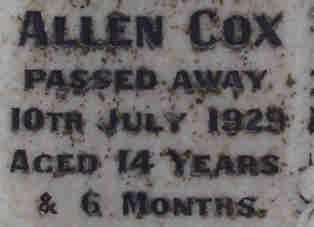 ALLEN COX
PASSED AWAY
10TH JULY 1929
AGED 14 YEARS
& 6 MONTHS.